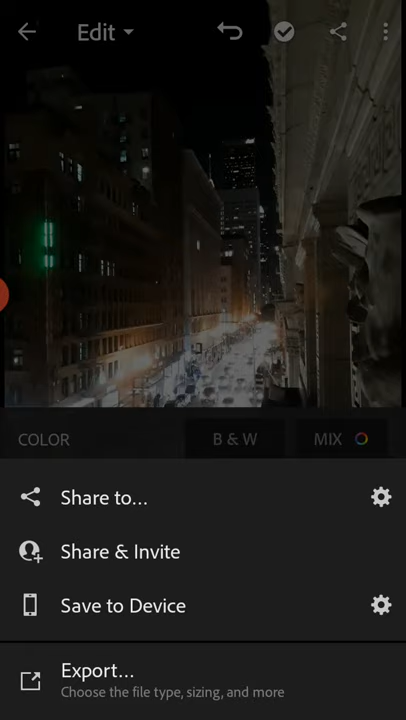 Edit
COLOR
B & W
MIX
Share to...
Share & Invite
Save to Device
Export...
Choose the file type, sizing, and more